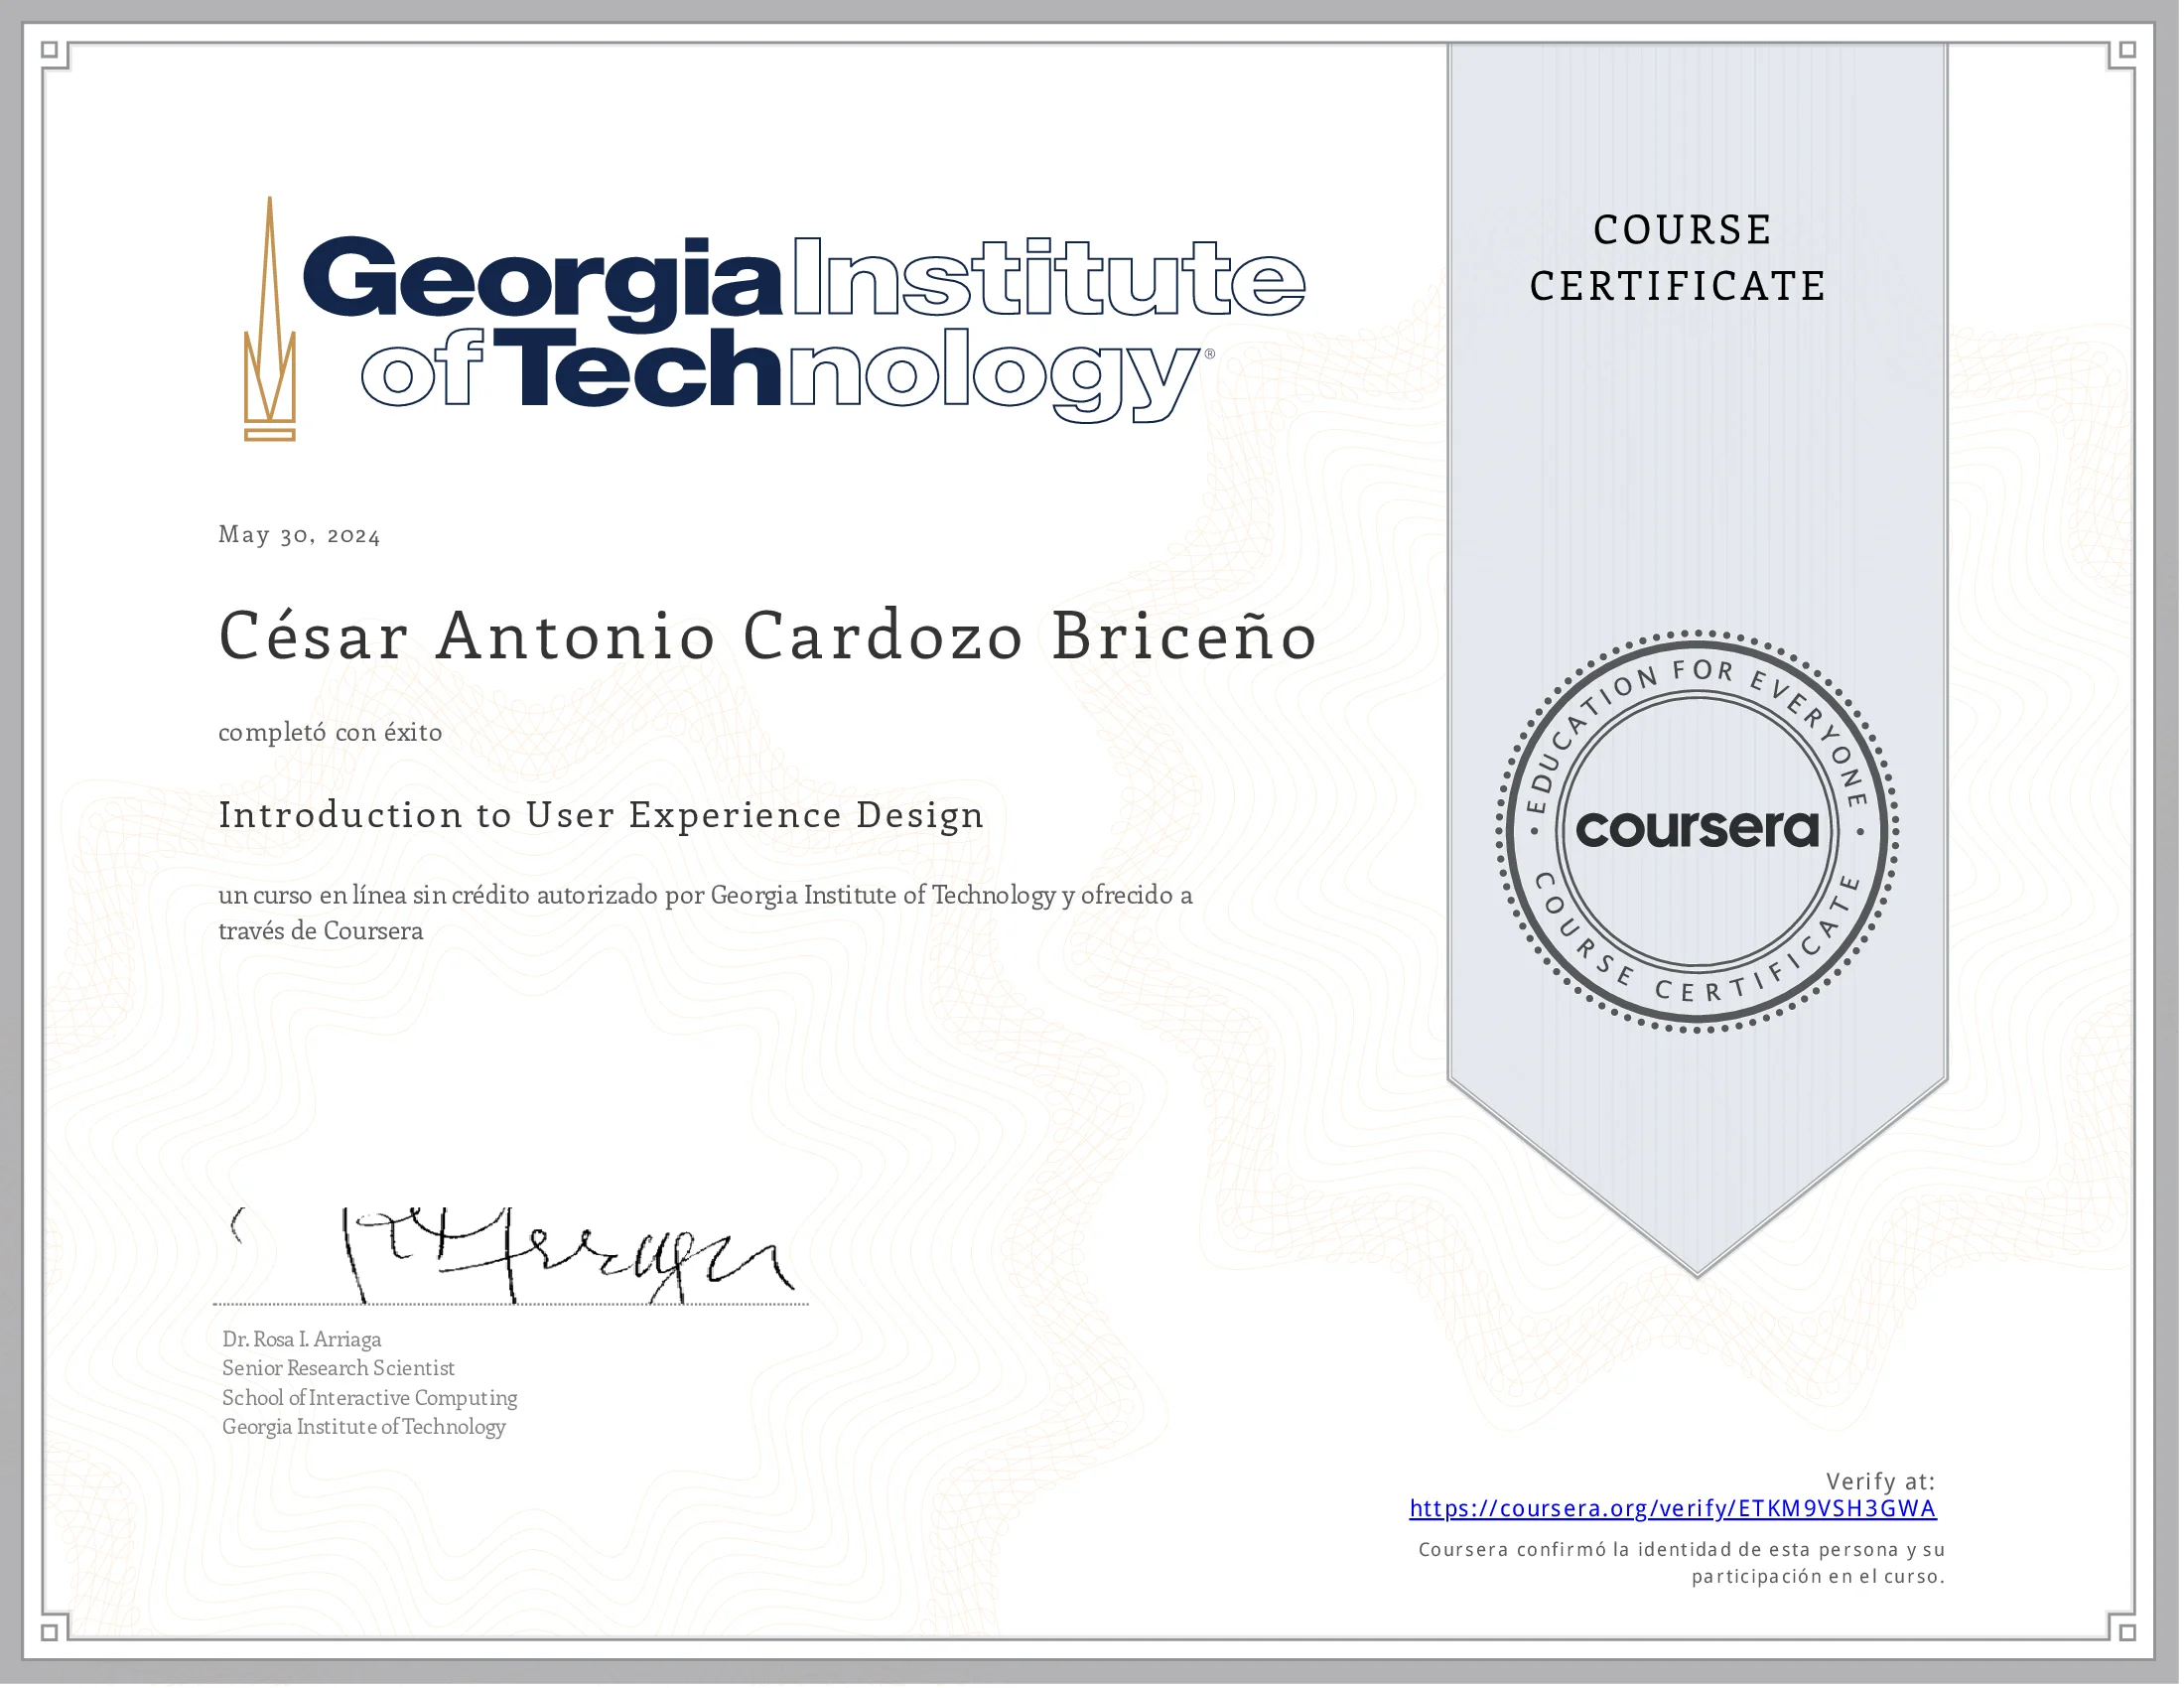 Georgia Institute
of Technology®
COURSE
CERTIFICATE
May 30, 2024
César Antonio Cardozo Briceño
completó con éxito
Introduction to User Experience Design
un curso en línea sin crédito autorizado por Georgia Institute of Technology y ofrecido a
través de Coursera
• EDUCATION FOR EVERYONE •
coursera
COURSE CERTIFICATE
Dr. Rosa I. Arriaga
Senior Research Scientist
School of Interactive Computing
Georgia Institute of Technology
Verify at:
https://coursera.org/verify/ETKM9VSH3GWA
Coursera confirmó la identidad de esta persona y su
participación en el curso.